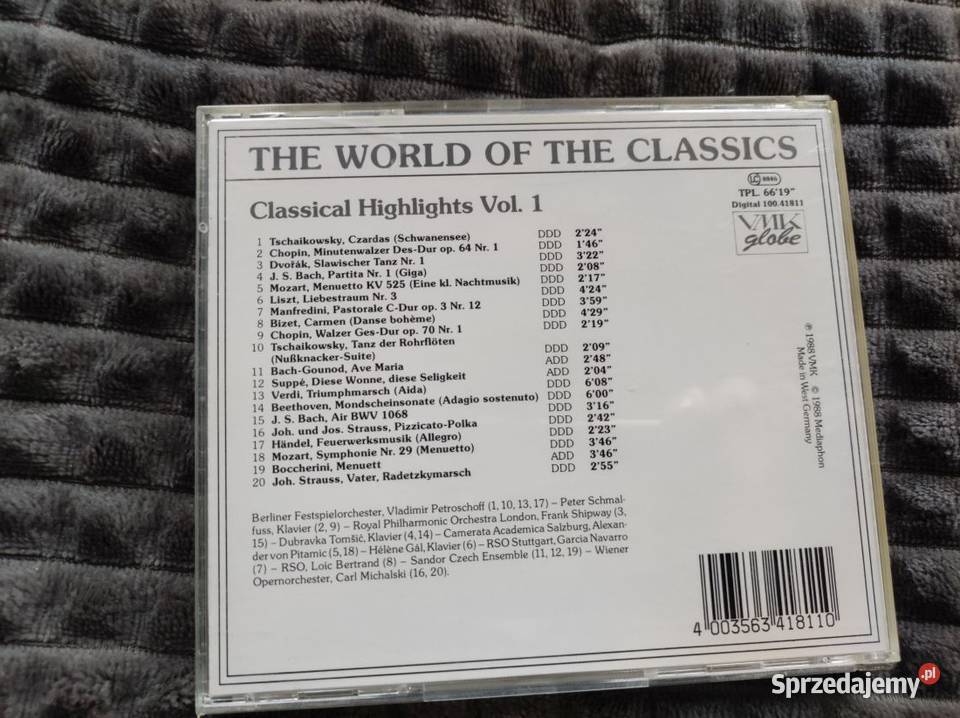 THE WORLD OF THE CLASSICS
LC 8886
TPL. 66'19"
Digital 100.41811
VMK
globe
Classical Highlights Vol. 1
1 Tschaikowsky, Czardas (Schwanensee) DDD 2'24"
2 Chopin, Minutenwalzer Des-Dur op. 64 Nr. 1 DDD 1'46"
3 Dvořák, Slawischer Tanz Nr. 1 DDD 3'22"
4 J. S. Bach, Partita Nr. 1 (Giga) DDD 2'08"
5 Mozart, Menuetto KV 525 (Eine kl. Nachtmusik) DDD 2'17"
6 Liszt, Liebestraum Nr. 3 DDD 4'24"
7 Manfredini, Pastorale C-Dur op. 3 Nr. 12 DDD 3'59"
8 Bizet, Carmen (Danse bohème) DDD 4'29"
9 Chopin, Walzer Ges-Dur op. 70 Nr. 1 DDD 2'19"
10 Tschaikowsky, Tanz der Rohrflöten
(Nußknacker-Suite) DDD 2'09"
11 Bach-Gounod, Ave Maria ADD 2'48"
12 Suppé, Diese Wonne, diese Seligkeit ADD 2'04"
13 Verdi, Triumphmarsch (Aida) DDD 6'08"
14 Beethoven, Mondscheinsonate (Adagio sostenuto) DDD 6'00"
15 J. S. Bach, Air BWV 1068 DDD 3'16"
16 Joh. und Jos. Strauss, Pizzicato-Polka DDD 2'42"
17 Händel, Feuerwerksmusik (Allegro) DDD 2'23"
18 Mozart, Symphonie Nr. 29 (Menuetto) DDD 3'46"
19 Boccherini, Menuett ADD 3'46"
20 Joh. Strauss, Vater, Radetzkymarsch DDD 2'55"
Berliner Festspielorchester, Vladimir Petroschoff (1, 10, 13, 17) – Peter Schmal-
fuss, Klavier (2, 9) – Royal Philharmonic Orchestra London, Frank Shipway (3,
15) – Dubravka Tomšič, Klavier (4, 14) – Camerata Academica Salzburg, Alexan-
der von Pitamic (5, 18) – Hélène Gál, Klavier (6) – RSO Stuttgart, Garcia Navarro
(7) – RSO, Loic Bertrand (8) – Sandor Czech Ensemble (11, 12, 19) – Wiener
Opernorchester, Carl Michalski (16, 20).
℗ 1988 VMK © 1988 Mediaphon
Made in West Germany
4 003563 418110
Sprzedajemy.pl